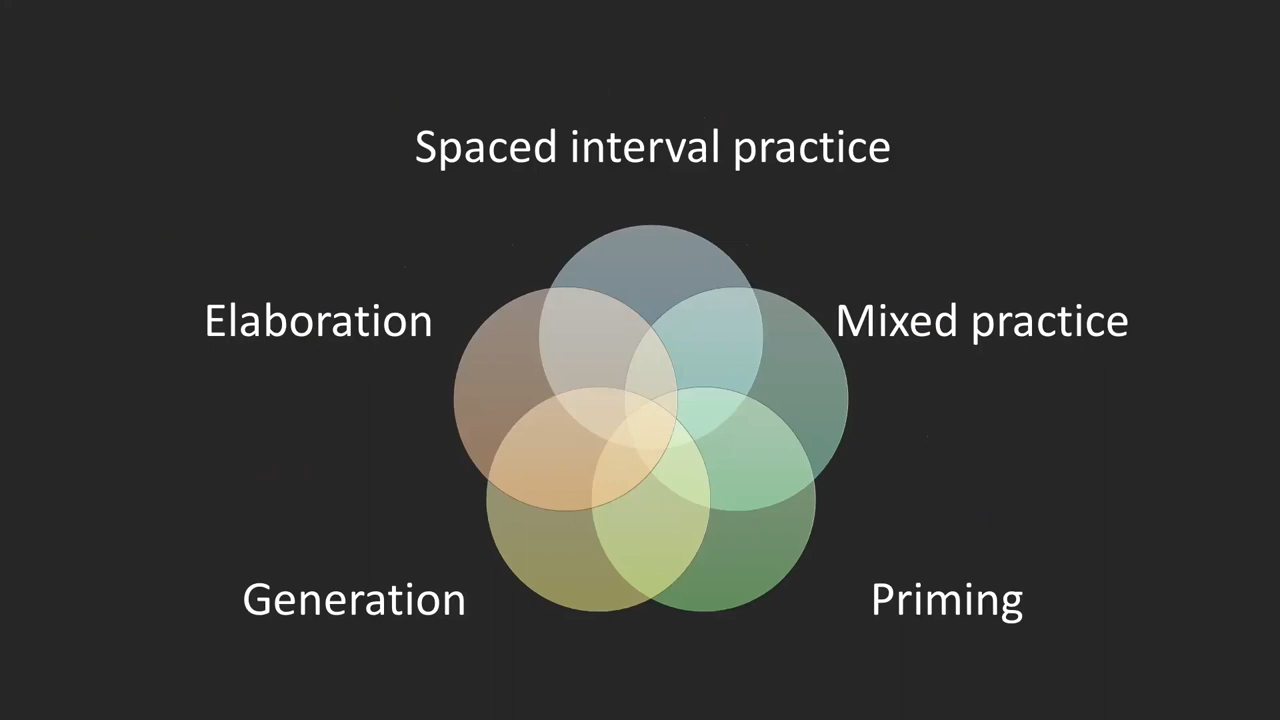 Spaced interval practice
Elaboration
Mixed practice
Generation
Priming